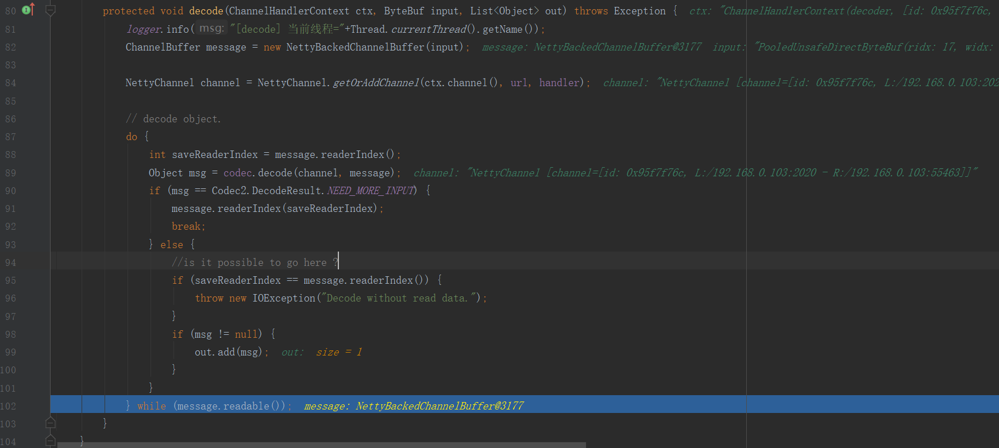 80 protected void decode(ChannelHandlerContext ctx, ByteBuf input, List<Object> out) throws Exception { ctx: "ChannelHandlerContext(decoder, [id: 0x95f7f76c,
81 logger.info( msg: "[decode] 当前线程="+Thread.currentThread().getName());
82 ChannelBuffer message = new NettyBackedChannelBuffer(input); message: NettyBackedChannelBuffer@3177 input: "PooledUnsafeDirectByteBuf(ridx: 17, widx:
83
84 NettyChannel channel = NettyChannel.getOrAddChannel(ctx.channel(), url, handler); channel: "NettyChannel [channel=[id: 0x95f7f76c, L:/192.168.0.103:202
85
86 // decode object.
87 do {
88 int saveReaderIndex = message.readerIndex();
89 Object msg = codec.decode(channel, message); channel: "NettyChannel [channel=[id: 0x95f7f76c, L:/192.168.0.103:2020 - R:/192.168.0.103:55463]]"
90 if (msg == Codec2.DecodeResult.NEED_MORE_INPUT) {
91 message.readerIndex(saveReaderIndex);
92 break;
93 } else {
94 //is it possible to go here ?
95 if (saveReaderIndex == message.readerIndex()) {
96 throw new IOException("Decode without read data.");
97 }
98 if (msg != null) {
99 out.add(msg); out: size = 1
100 }
101 }
102 } while (message.readable()); message: NettyBackedChannelBuffer@3177
103 }
104 }